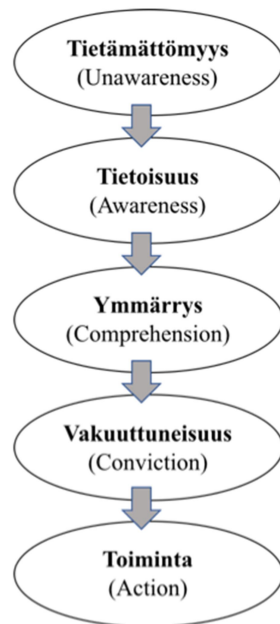 Tietämättömyys
(Unawareness)
Tietoisuus
(Awareness)
Ymmärrys
(Comprehension)
Vakuuttuneisuus
(Conviction)
Toiminta
(Action)